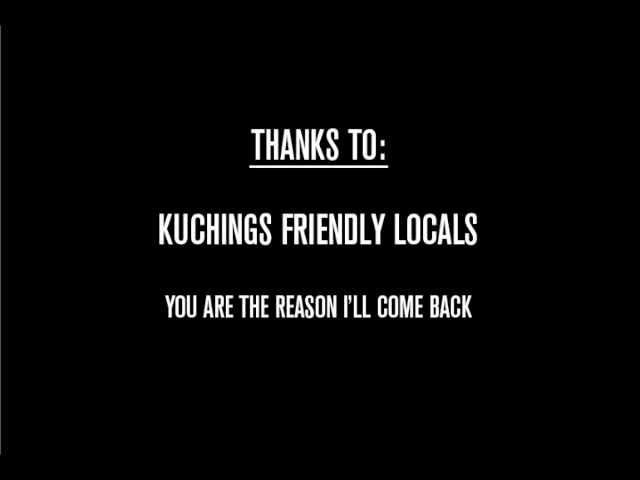 THANKS TO:
KUCHINGS FRIENDLY LOCALS
YOU ARE THE REASON I'LL COME BACK